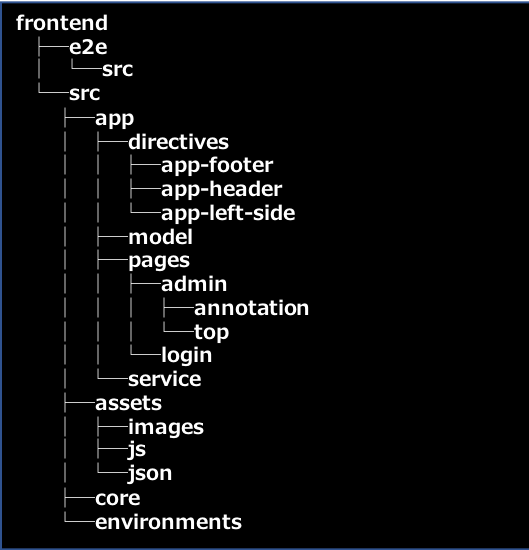 frontend
e2e
src
src
app
directives
app-footer
app-header
app-left-side
model
pages
admin
annotation
top
login
service
assets
images
js
json
core
environments